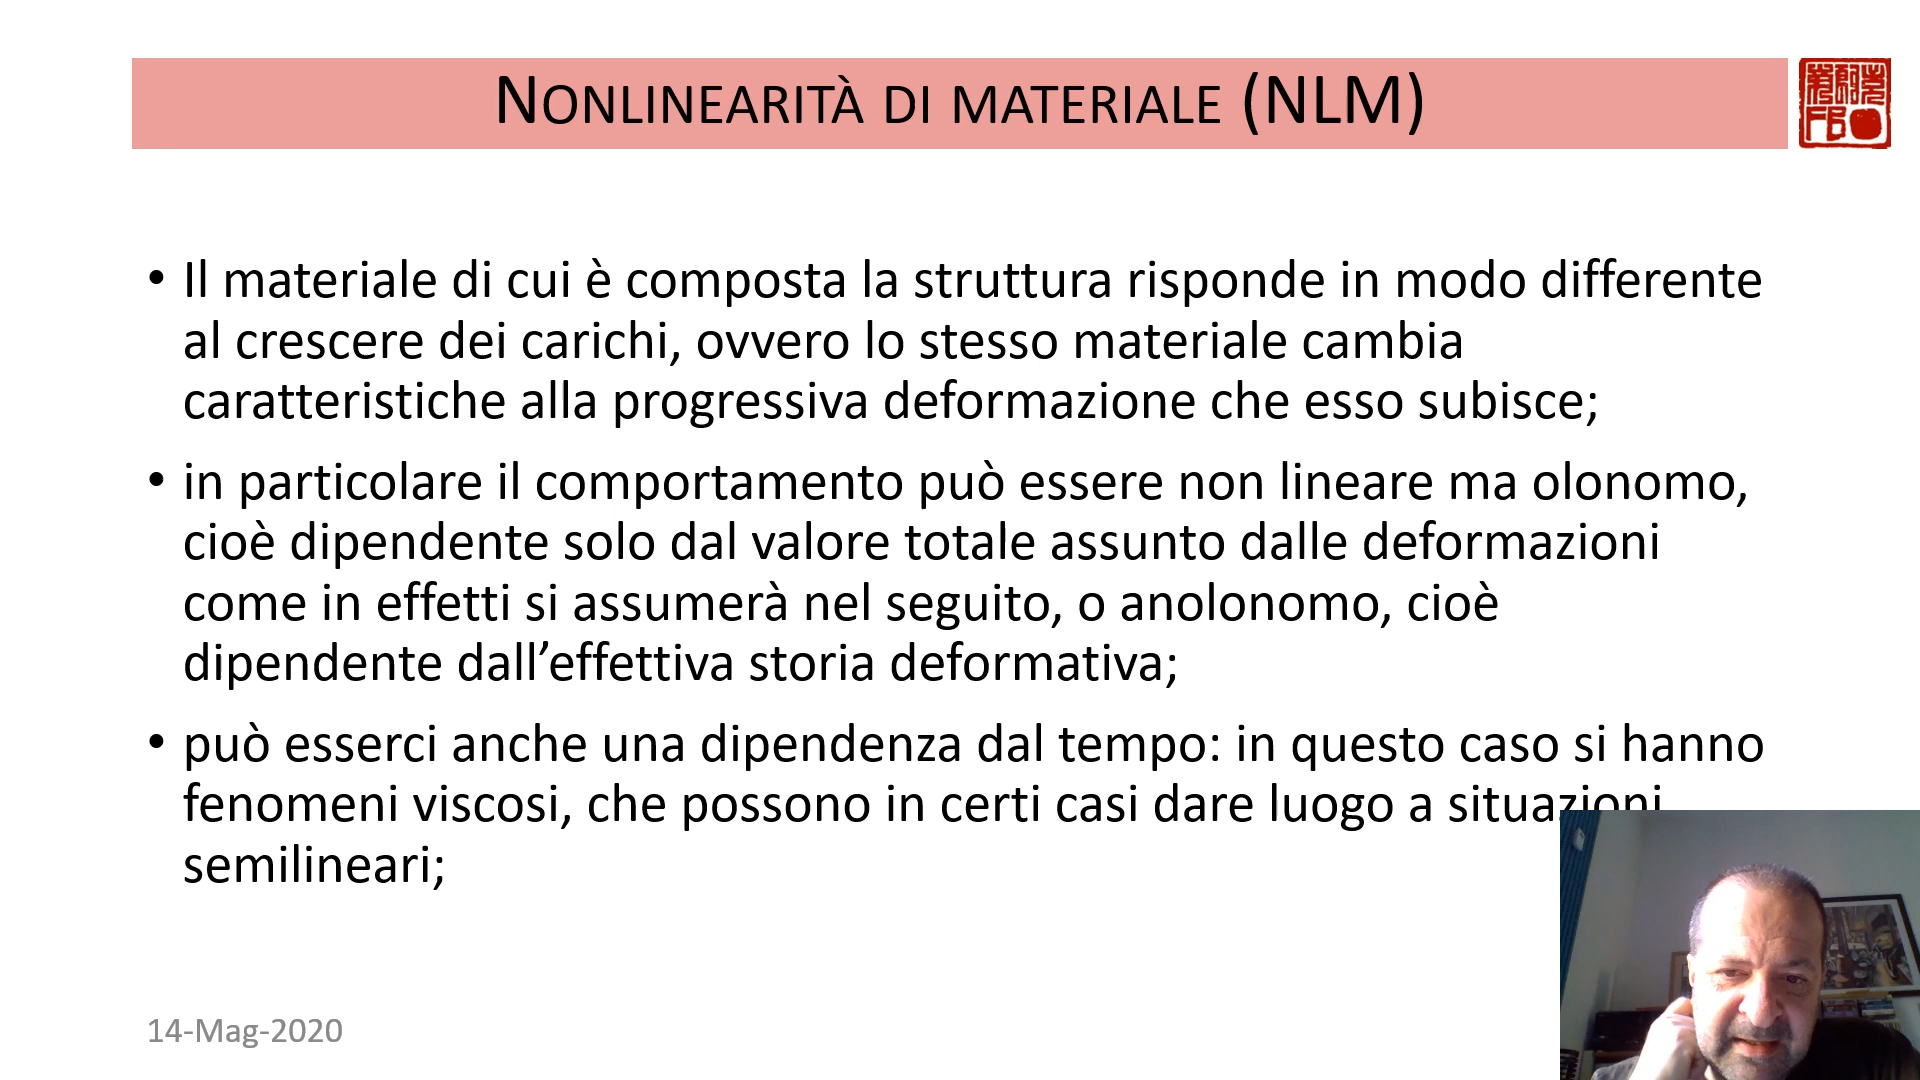 NONLINEARITÀ DI MATERIALE (NLM)
FB
• Il materiale di cui è composta la struttura risponde in modo differente
al crescere dei carichi, ovvero lo stesso materiale cambia
caratteristiche alla progressiva deformazione che esso subisce;
• in particolare il comportamento può essere non lineare ma olonomo,
cioè dipendente solo dal valore totale assunto dalle deformazioni
come in effetti si assumerà nel seguito, o anolonomo, cioè
dipendente dall’effettiva storia deformativa;
• può esserci anche una dipendenza dal tempo: in questo caso si hanno
fenomeni viscosi, che possono in certi casi dare luogo a situazioni
semilineari;
14-Mag-2020